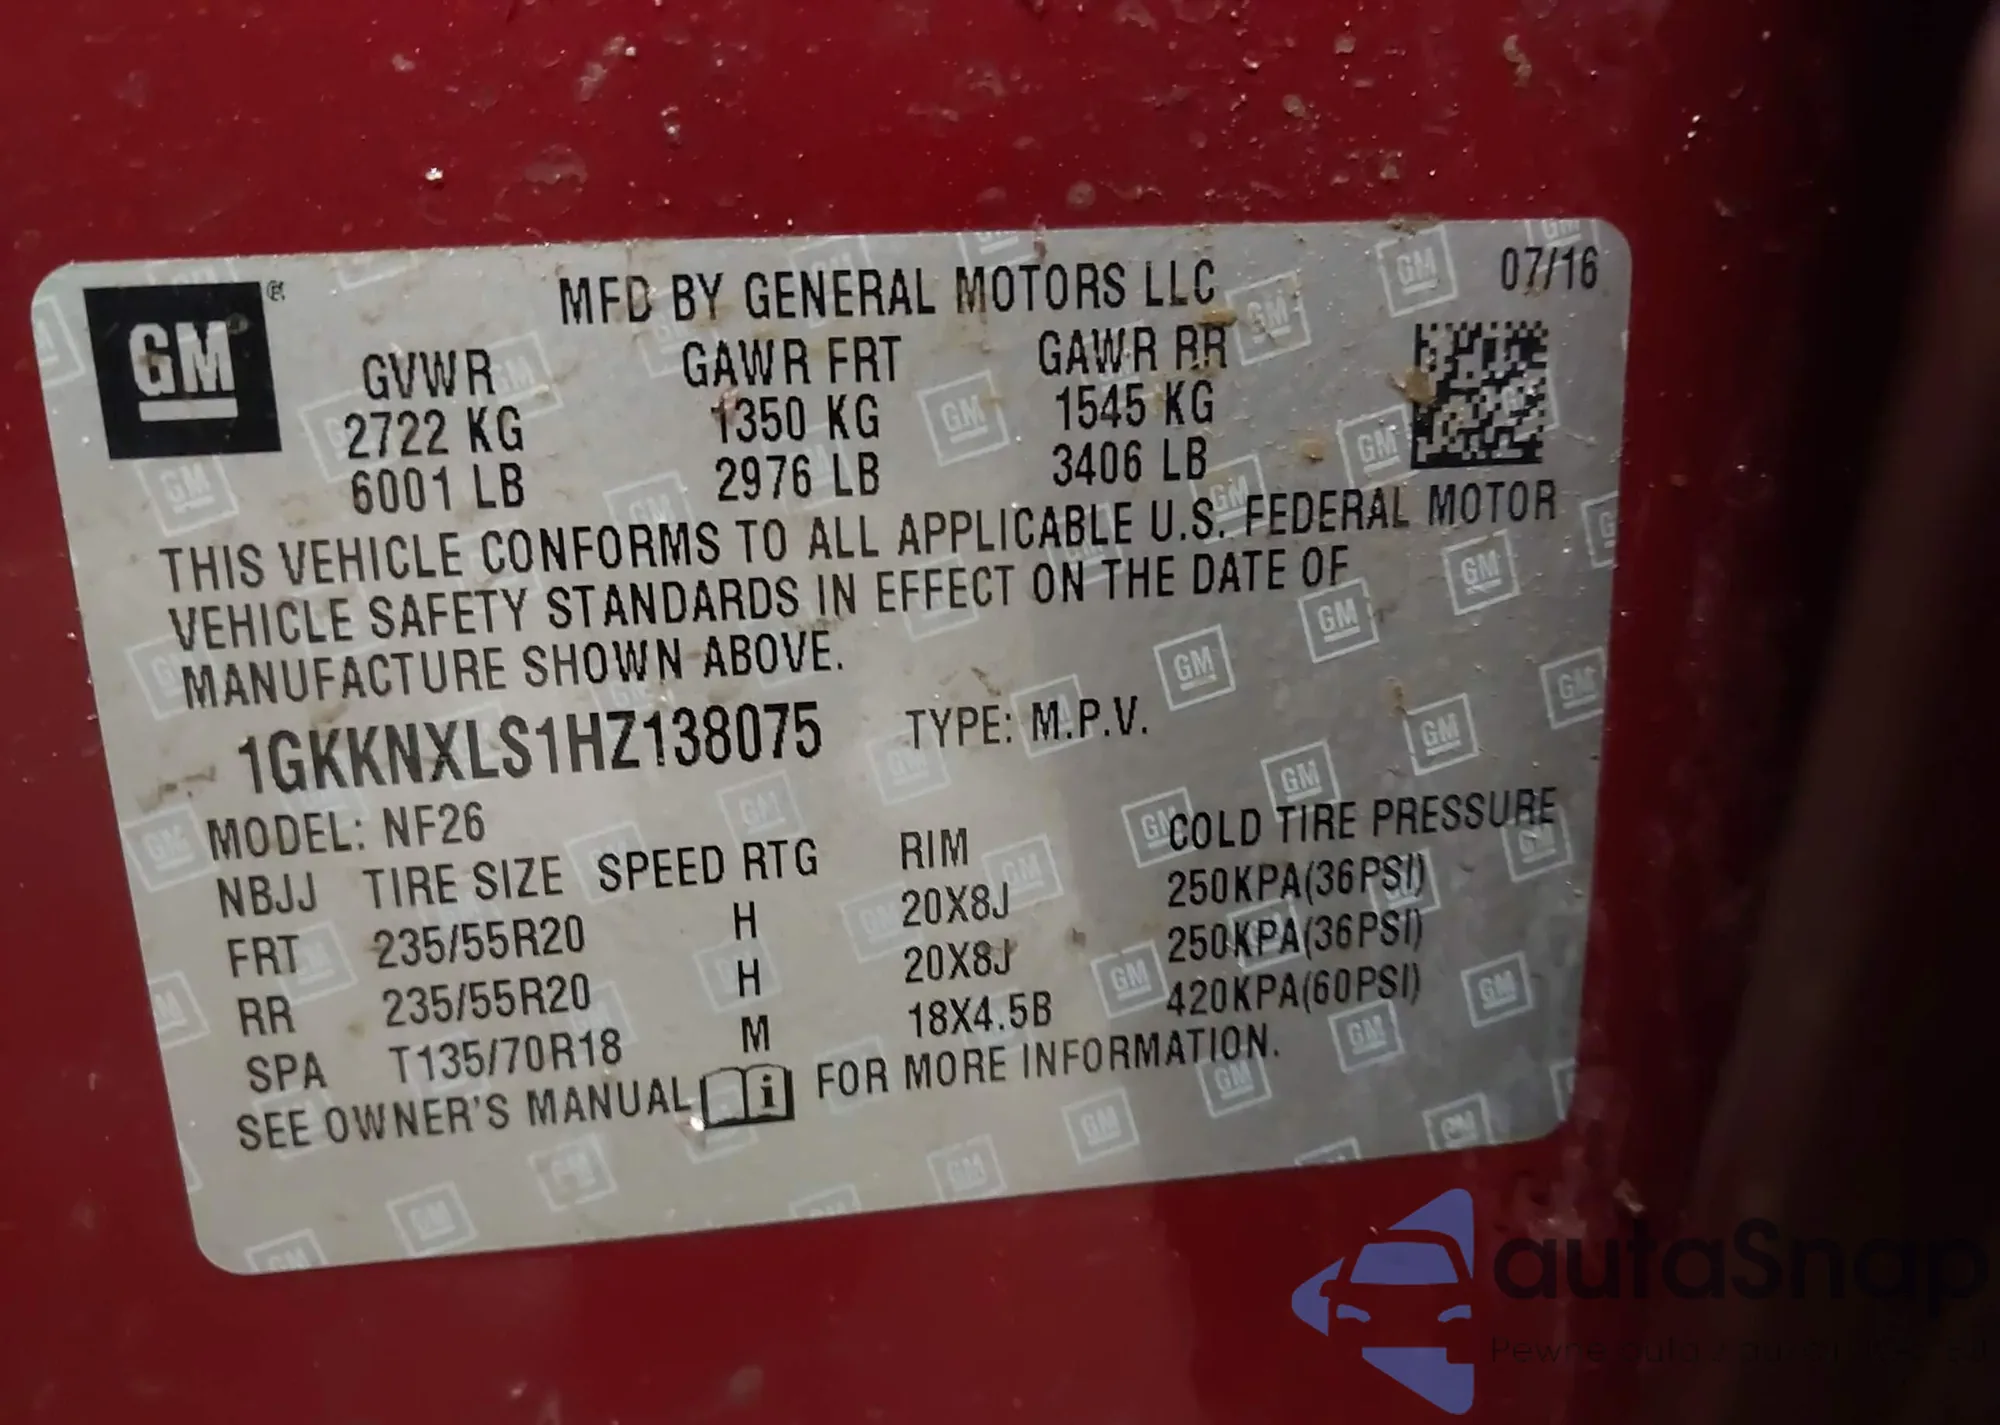 GM®
MFD BY GENERAL MOTORS LLC 07/16
GVWR GAWR FRT GAWR RR
2722 KG 1350 KG 1545 KG
6001 LB 2976 LB 3406 LB
THIS VEHICLE CONFORMS TO ALL APPLICABLE U.S. FEDERAL MOTOR
VEHICLE SAFETY STANDARDS IN EFFECT ON THE DATE OF
MANUFACTURE SHOWN ABOVE.
1GKKNXLS1HZ138075 TYPE: M.P.V.
MODEL: NF26
NBJJ TIRE SIZE SPEED RTG RIM COLD TIRE PRESSURE
FRT 235/55R20 H 20X8J 250KPA(36PSI)
RR 235/55R20 H 20X8J 250KPA(36PSI)
SPA T135/70R18 M 18X4.5B 420KPA(60PSI)
SEE OWNER'S MANUAL i FOR MORE INFORMATION.
autaSnap